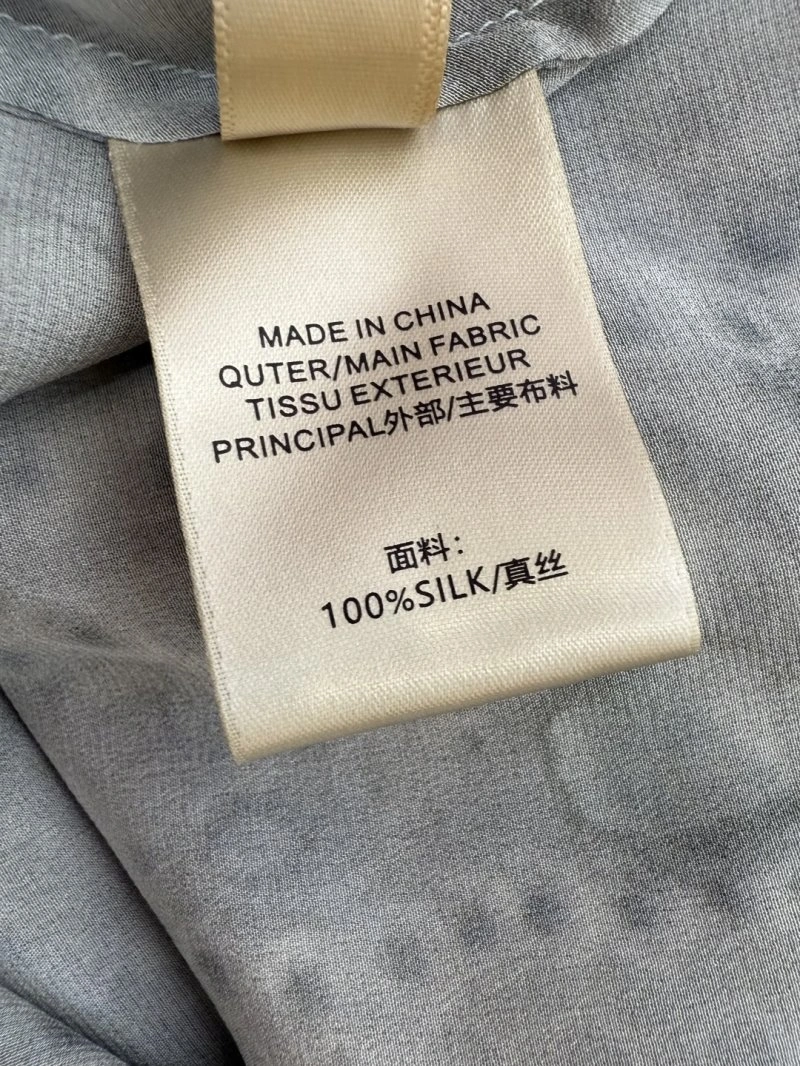 MADE IN CHINA
QUTER/MAIN FABRIC
TISSU EXTERIEUR
PRINCIPAL外部/主要布料
面料:
100%SILK/真丝